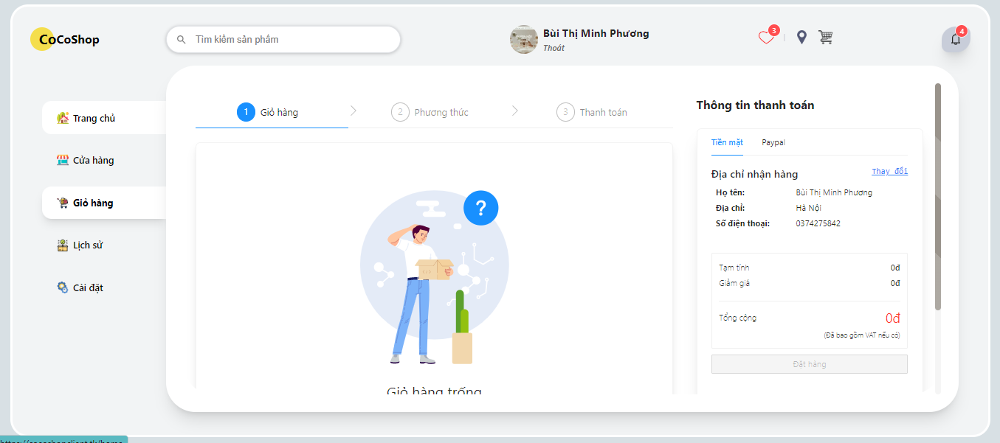 CoCoShop
Tìm kiếm sản phẩm
Bùi Thị Minh Phương
Thoát
3
4
Trang chủ
Cửa hàng
Giỏ hàng
Lịch sử
Cài đặt
1 Giỏ hàng
2 Phương thức
3 Thanh toán
?
Giỏ hàng trống
Thông tin thanh toán
Tiền mặt Paypal
Địa chỉ nhận hàng Thay đổi
Họ tên: Bùi Thị Minh Phương
Địa chỉ: Hà Nội
Số điện thoại: 0374275842
Tạm tính 0đ
Giảm giá 0đ
Tổng cộng 0đ
(Đã bao gồm VAT nếu có)
Đặt hàng